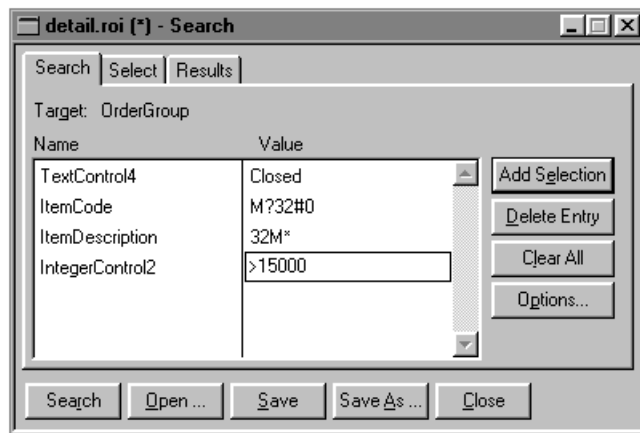 detail.roi (*) - Search
Search Select Results
Target: OrderGroup
Name Value
TextControl4 Closed
ItemCode M?32#0
ItemDescription 32M*
IntegerControl2 >15000
Add Selection
Delete Entry
Clear All
Options...
Search Open ... Save Save As ... Close